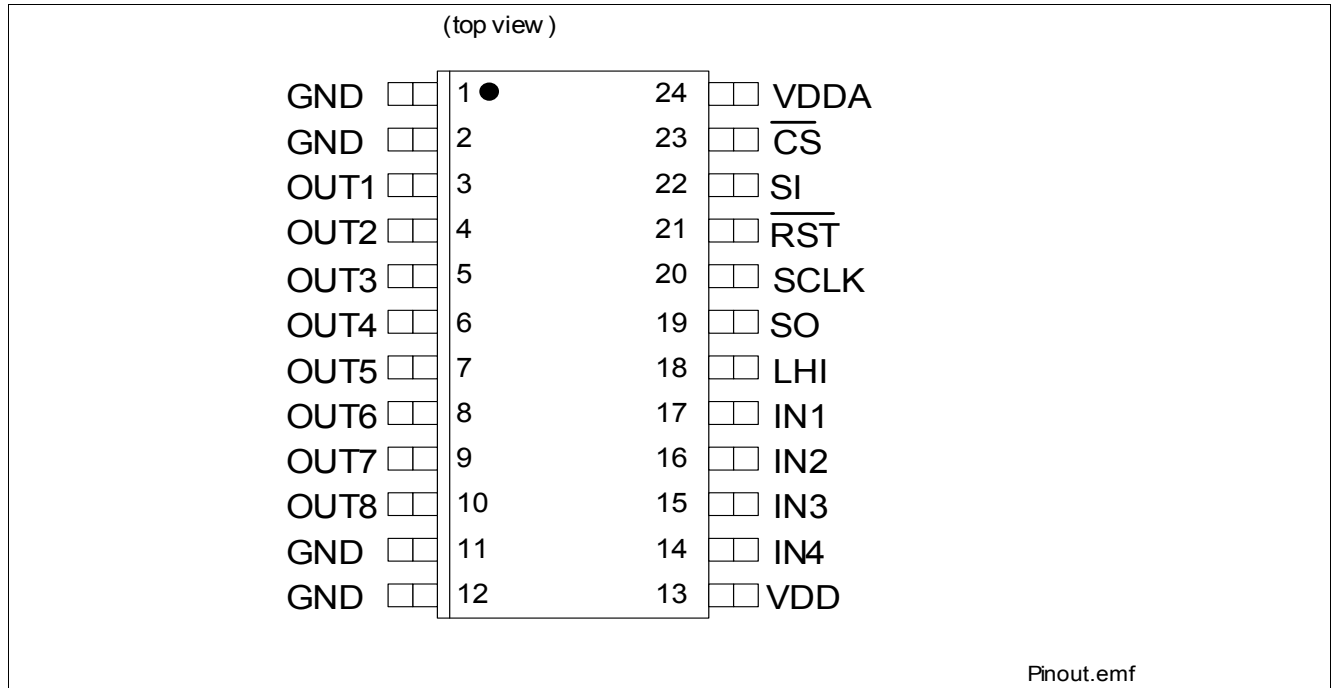 (top view )
GND 1 24 VDDA
GND 2 23 C̅S̅
OUT1 3 22 SI
OUT2 4 21 R̅S̅T̅
OUT3 5 20 SCLK
OUT4 6 19 SO
OUT5 7 18 LHI
OUT6 8 17 IN1
OUT7 9 16 IN2
OUT8 10 15 IN3
GND 11 14 IN4
GND 12 13 VDD
Pinout.emf